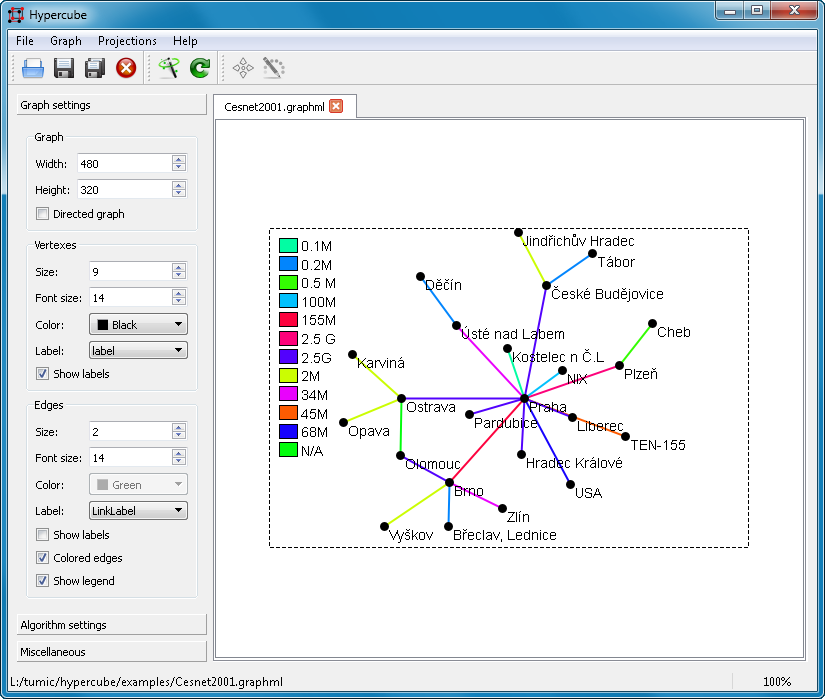 Hypercube
File Graph Projections Help
Graph settings
Graph
Width: 480
Height: 320
Directed graph
Vertexes
Size: 9
Font size: 14
Color: Black
Label: label
Show labels
Edges
Size: 2
Font size: 14
Color: Green
Label: LinkLabel
Show labels
Colored edges
Show legend
Algorithm settings
Miscellaneous
Cesnet2001.graphml
0.1M
0.2M
0.5 M
100M
155M
2.5 G
2.5G
2M
34M
45M
68M
N/A
Jindřichův Hradec
Tábor
Děčín
České Budějovice
Ústé nad Labem
Cheb
Kostelec n Č.L
Karviná
NIX
Plzeň
Ostrava
Praha
Pardubice
Liberec
Opava
TEN-155
Olomouc
Hradec Králové
Brno
USA
Zlín
Vyškov
Břeclav, Lednice
L:/tumic/hypercube/examples/Cesnet2001.graphml
100%